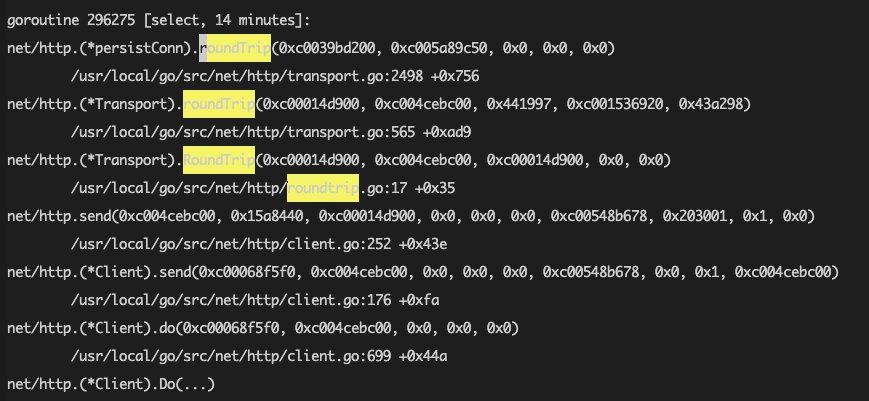 goroutine 296275 [select, 14 minutes]:
net/http.(*persistConn).roundTrip(0xc0039bd200, 0xc005a89c50, 0x0, 0x0, 0x0)
/usr/local/go/src/net/http/transport.go:2498 +0x756
net/http.(*Transport).roundTrip(0xc00014d900, 0xc004cebc00, 0x441997, 0xc001536920, 0x43a298)
/usr/local/go/src/net/http/transport.go:565 +0xad9
net/http.(*Transport).RoundTrip(0xc00014d900, 0xc004cebc00, 0xc00014d900, 0x0, 0x0)
/usr/local/go/src/net/http/roundtrip.go:17 +0x35
net/http.send(0xc004cebc00, 0x15a8440, 0xc00014d900, 0x0, 0x0, 0x0, 0xc00548b678, 0x203001, 0x1, 0x0)
/usr/local/go/src/net/http/client.go:252 +0x43e
net/http.(*Client).send(0xc00068f5f0, 0xc004cebc00, 0x0, 0x0, 0x0, 0xc00548b678, 0x0, 0x1, 0xc004cebc00)
/usr/local/go/src/net/http/client.go:176 +0xfa
net/http.(*Client).do(0xc00068f5f0, 0xc004cebc00, 0x0, 0x0, 0x0)
/usr/local/go/src/net/http/client.go:699 +0x44a
net/http.(*Client).Do(...)